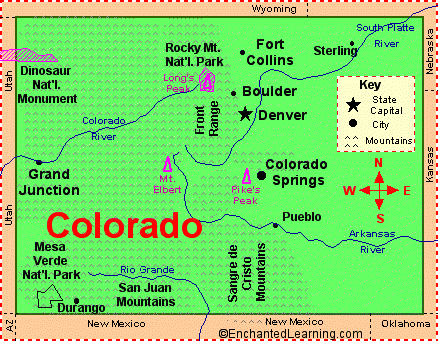 Wyoming
South Platte
River
Fort
Collins
Sterling
Rocky Mt.
Nat'l. Park
Nebraska
Utah
Dinosaur
Nat'l.
Monument
Long's
Peak
Boulder
Key
State
Capital
City
Mountains
Front
Range
Denver
Colorado
River
Kansas
Grand
Junction
Mt.
Elbert
Colorado
Springs
Pike's
Peak
N
W
E
S
Utah
Colorado
Pueblo
Arkansas
River
Mesa
Verde
Nat'l. Park
Rio Grande
San Juan
Mountains
Sangre de
Cristo
Mountains
Durango
AZ
New Mexico
New Mexico
Oklahoma
©EnchantedLearning.com